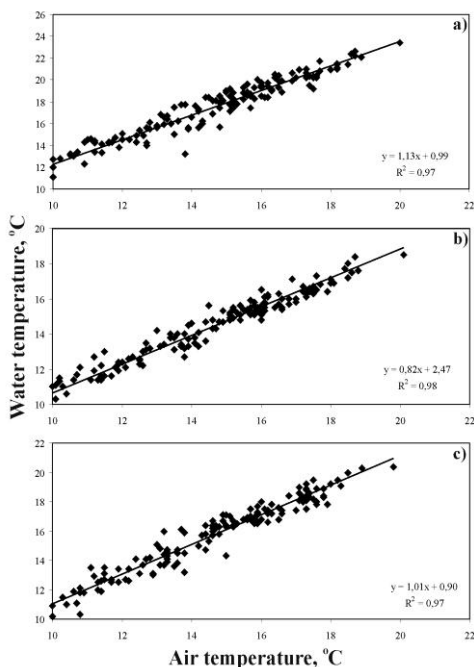 a)
26
24
22
20
18
16
14
12
10
y = 1,13x + 0,99
R² = 0,97
10 12 14 16 18 20 22
b)
20
18
16
14
12
10
y = 0,82x + 2,47
R² = 0,98
10 12 14 16 18 20 22
c)
22
20
18
16
14
12
10
y = 1,01x + 0,90
R² = 0,97
10 12 14 16 18 20 22
Water temperature, °C
Air temperature, °C